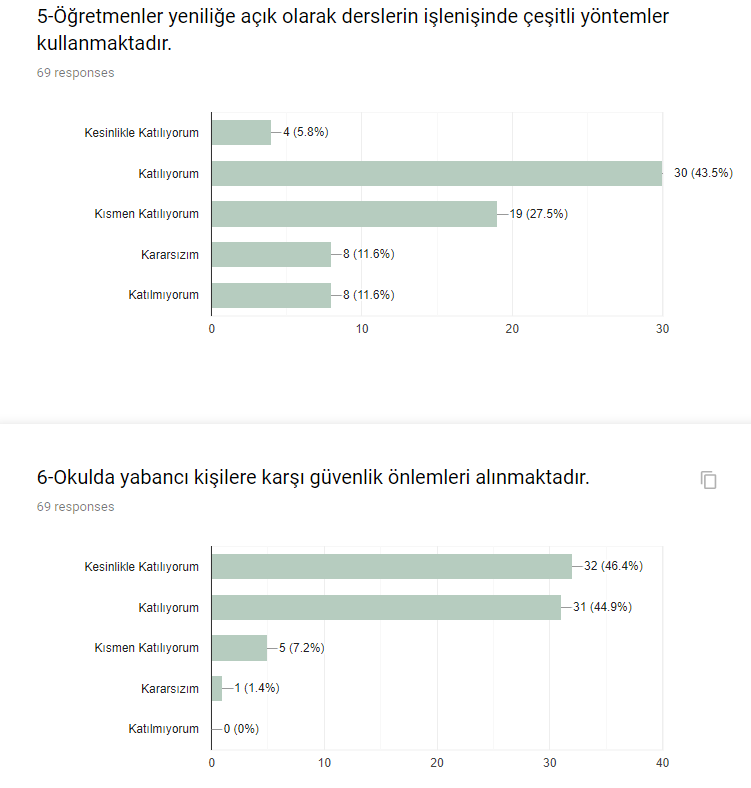 5-Öğretmenler yeniliğe açık olarak derslerin işlenişinde çeşitli yöntemler
kullanmaktadır.
69 responses
Kesinlikle Katılıyorum
4 (5.8%)
Katılıyorum
30 (43.5%)
Kısmen Katılıyorum
19 (27.5%)
Kararsızım
8 (11.6%)
Katılmıyorum
8 (11.6%)
0 10 20 30
6-Okulda yabancı kişilere karşı güvenlik önlemleri alınmaktadır.
69 responses
Kesinlikle Katılıyorum
32 (46.4%)
Katılıyorum
31 (44.9%)
Kısmen Katılıyorum
5 (7.2%)
Kararsızım
1 (1.4%)
Katılmıyorum
0 (0%)
0 10 20 30 40